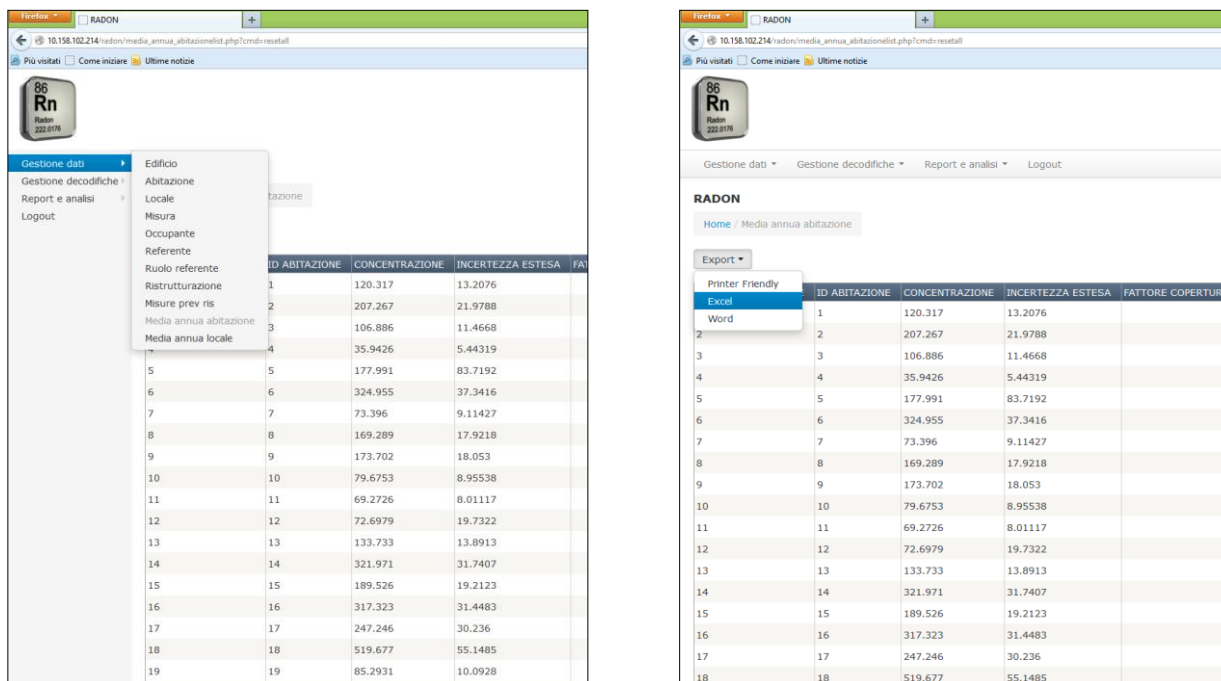 Firefox
RADON
+
10.158.102.214/radon/media_annua_abitazionelist.php?cmd=resetall
Più visitati Come iniziare Ultime notizie
86
Rn
Radon
222.0176
Gestione dati
Gestione decodifiche
Report e analisi
Logout
Edificio
Abitazione
Locale
Misura
Occupante
Referente
Ruolo referente
Ristrutturazione
Misure prev ris
Media annua abitazione
Media annua locale
tazione
ID ABITAZIONE CONCENTRAZIONE INCERTEZZA ESTESA FAT
1 120.317 13.2076
2 207.267 21.9788
3 106.886 11.4668
4 4 35.9426 5.44319
5 5 177.991 83.7192
6 6 324.955 37.3416
7 7 73.396 9.11427
8 8 169.289 17.9218
9 9 173.702 18.053
10 10 79.6753 8.95538
11 11 69.2726 8.01117
12 12 72.6979 19.7322
13 13 133.733 13.8913
14 14 321.971 31.7407
15 15 189.526 19.2123
16 16 317.323 31.4483
17 17 247.246 30.236
18 18 519.677 55.1485
19 19 85.2931 10.0928
Firefox
RADON
+
10.158.102.214/radon/media_annua_abitazionelist.php?cmd=resetall
Più visitati Come iniziare Ultime notizie
86
Rn
Radon
222.0176
Gestione dati Gestione decodifiche Report e analisi Logout
RADON
Home / Media annua abitazione
Export
Printer Friendly
Excel
Word
ID ABITAZIONE CONCENTRAZIONE INCERTEZZA ESTESA FATTORE COPERTUR
1 120.317 13.2076
2 2 207.267 21.9788
3 3 106.886 11.4668
4 4 35.9426 5.44319
5 5 177.991 83.7192
6 6 324.955 37.3416
7 7 73.396 9.11427
8 8 169.289 17.9218
9 9 173.702 18.053
10 10 79.6753 8.95538
11 11 69.2726 8.01117
12 12 72.6979 19.7322
13 13 133.733 13.8913
14 14 321.971 31.7407
15 15 189.526 19.2123
16 16 317.323 31.4483
17 17 247.246 30.236
18 18 519.677 55.1485